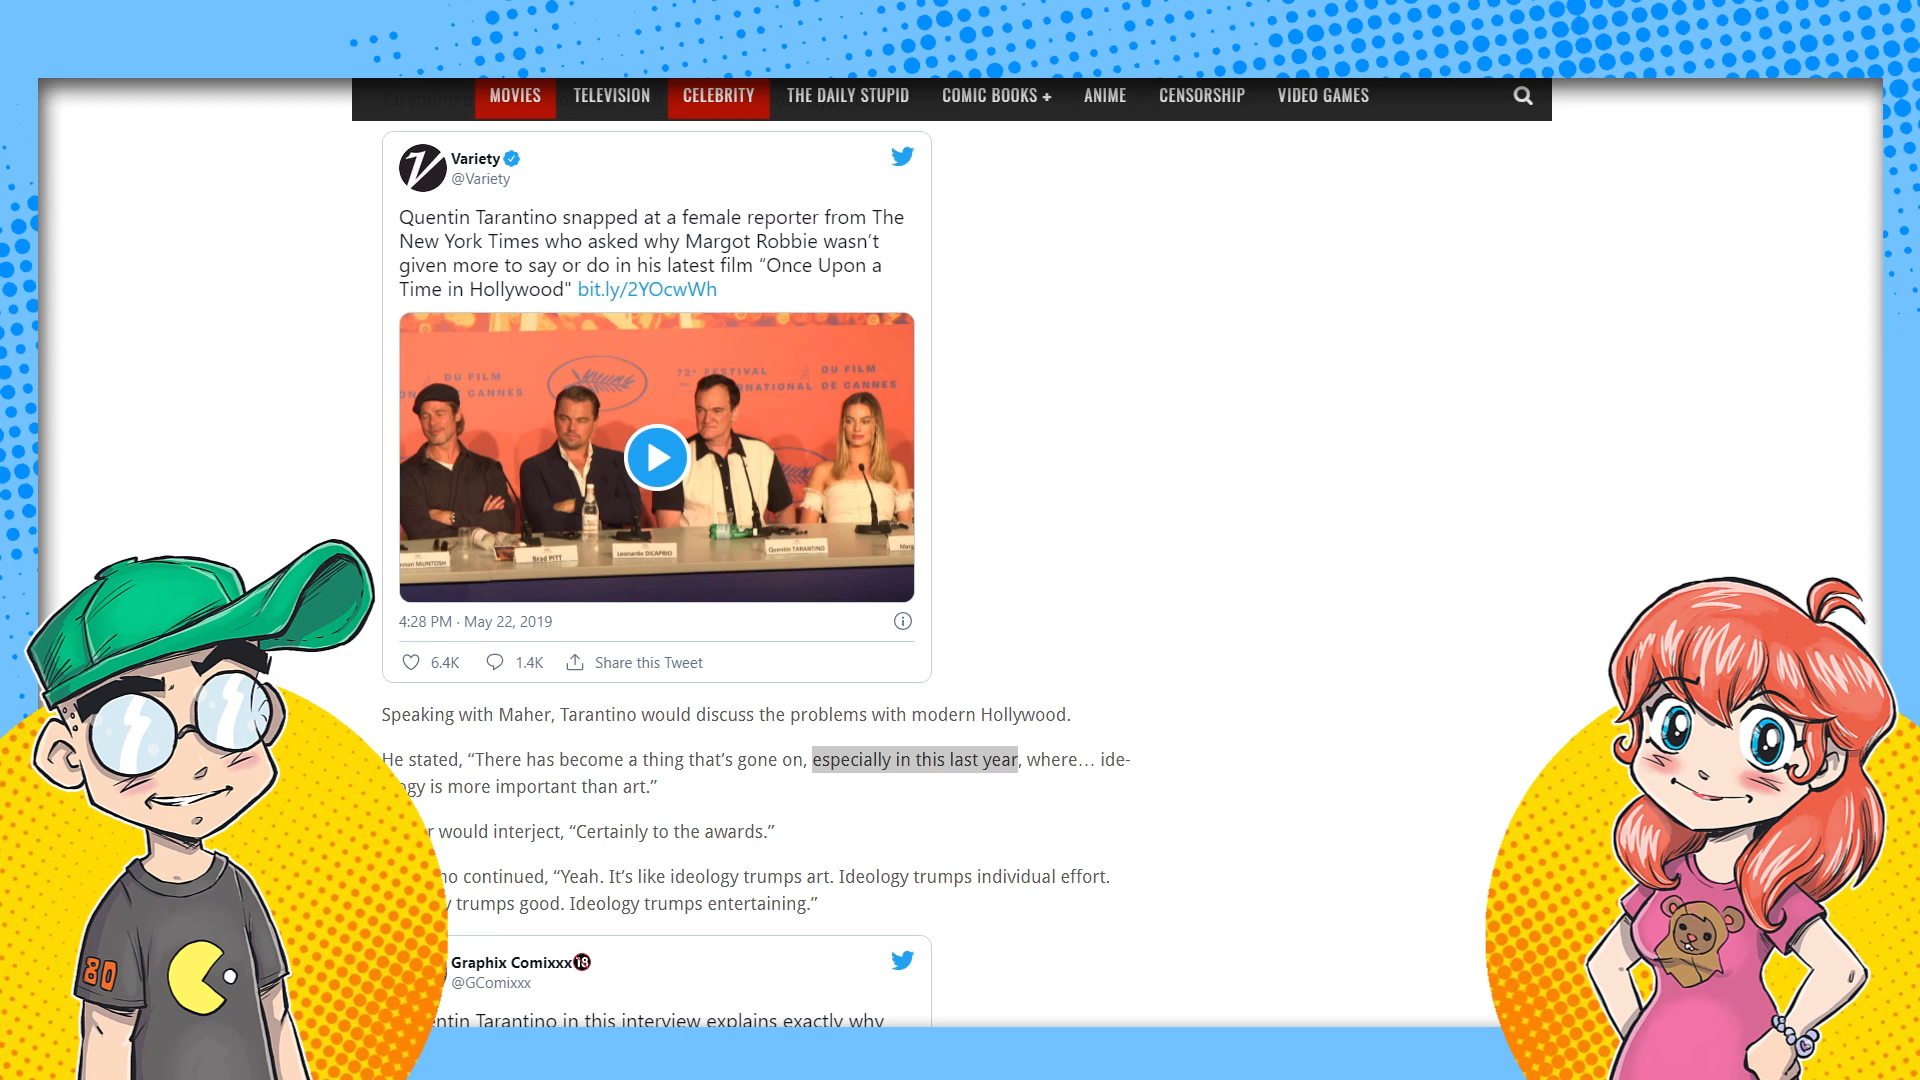 MOVIES TELEVISION CELEBRITY THE DAILY STUPID COMIC BOOKS + ANIME CENSORSHIP VIDEO GAMES
Variety
@Variety
Quentin Tarantino snapped at a female reporter from The
New York Times who asked why Margot Robbie wasn't
given more to say or do in his latest film “Once Upon a
Time in Hollywood" bit.ly/2YOcwWh
DU FILM
CANNES
72e FESTIVAL
DU FILM
DE CANNES
Brad PITT
Leonardo DiCAPRIO
Quentin TARANTINO
4:28 PM · May 22, 2019
6.4K 1.4K Share this Tweet
Speaking with Maher, Tarantino would discuss the problems with modern Hollywood.
He stated, “There has become a thing that’s gone on, especially in this last year, where… ide-
ogy is more important than art.”
r would interject, “Certainly to the awards.”
no continued, “Yeah. It’s like ideology trumps art. Ideology trumps individual effort.
y trumps good. Ideology trumps entertaining.”
Graphix Comixxx 18
@GComixxx
entin Tarantino in this interview explains exactly why
80